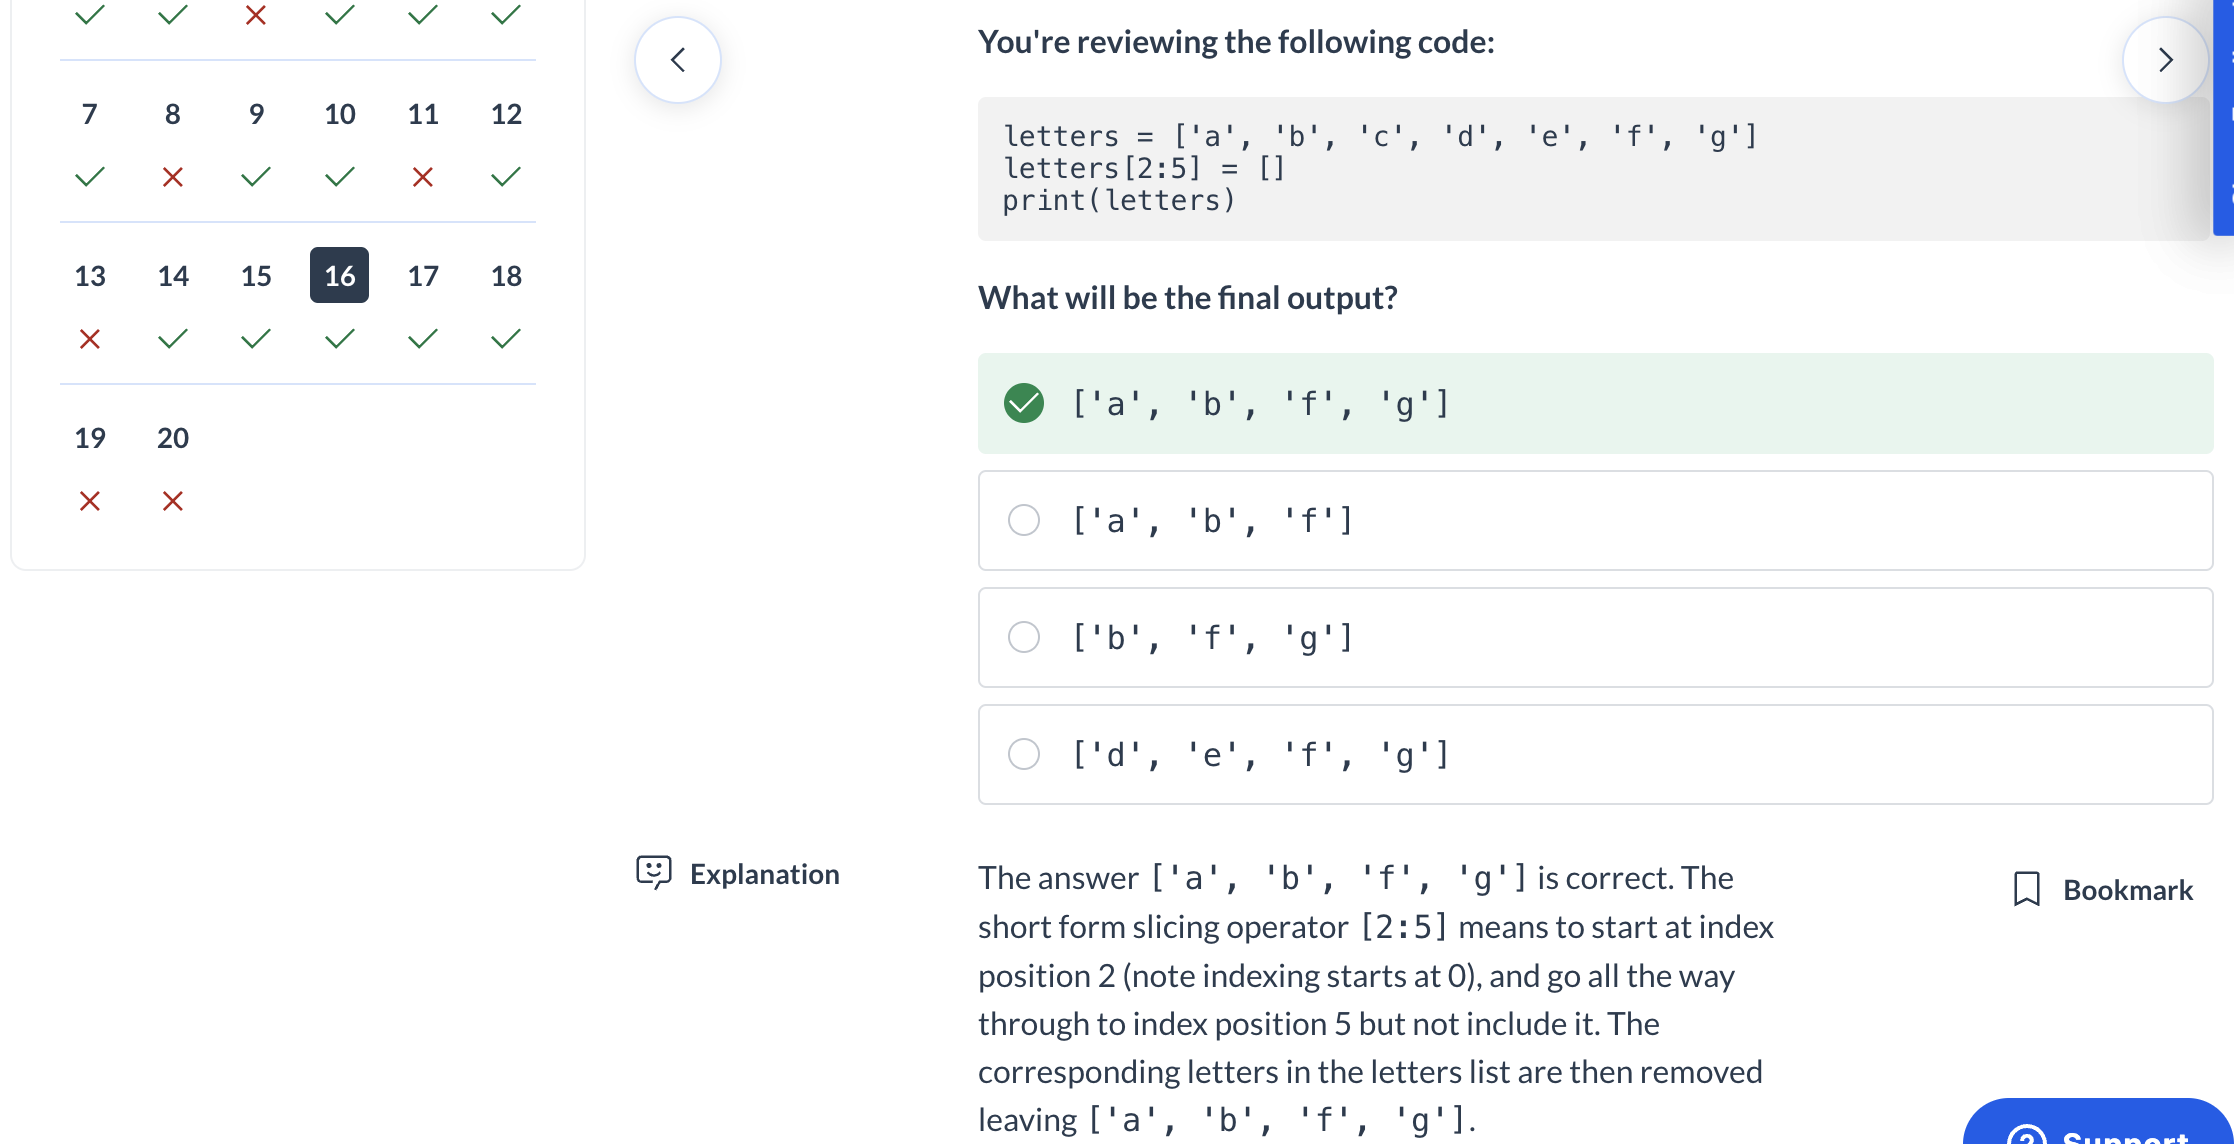 You're reviewing the following code:
letters = ['a', 'b', 'c', 'd', 'e', 'f', 'g']
letters[2:5] = []
print(letters)
What will be the final output?
['a', 'b', 'f', 'g']
['a', 'b', 'f']
['b', 'f', 'g']
['d', 'e', 'f', 'g']
7 8 9 10 11 12
13 14 15 16 17 18
19 20
Explanation
The answer ['a', 'b', 'f', 'g'] is correct. The
short form slicing operator [2:5] means to start at index
position 2 (note indexing starts at 0), and go all the way
through to index position 5 but not include it. The
corresponding letters in the letters list are then removed
leaving ['a', 'b', 'f', 'g'].
Bookmark
Support